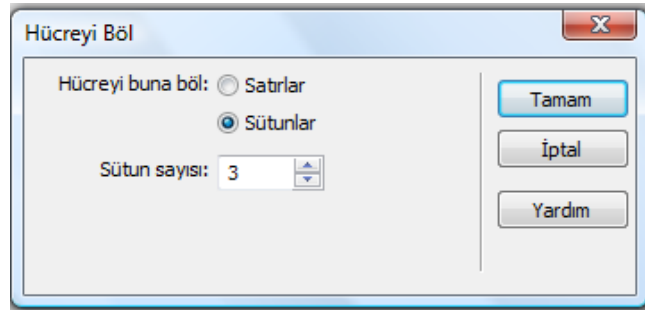 Hücreyi Böl
Hücreyi buna böl: Satırlar
Sütunlar
Sütun sayısı: 3
Tamam
İptal
Yardım